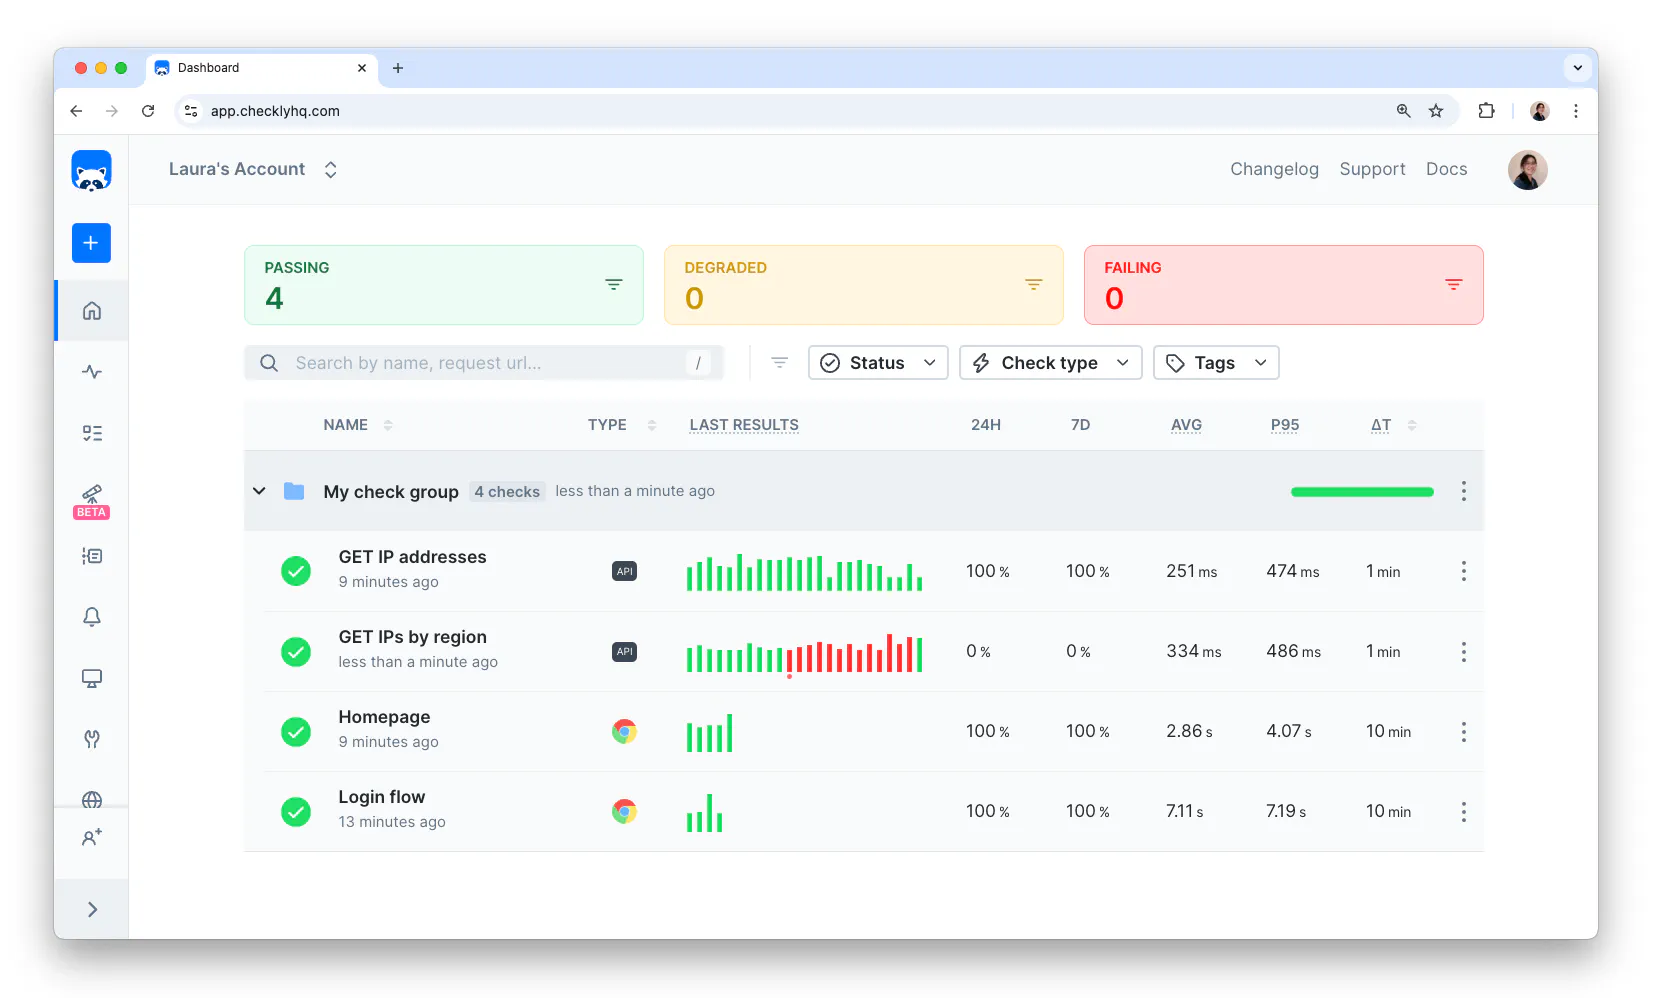 Dashboard
app.checklyhq.com
Laura's Account
Changelog Support Docs
PASSING
4
DEGRADED
0
FAILING
0
Search by name, request url...
/
Status
Check type
Tags
NAME TYPE LAST RESULTS 24H 7D AVG P95 ΔT
My check group 4 checks less than a minute ago
BETA
GET IP addresses
9 minutes ago
API
100 % 100 % 251 ms 474 ms 1 min
GET IPs by region
less than a minute ago
API
0 % 0 % 334 ms 486 ms 1 min
Homepage
9 minutes ago
100 % 100 % 2.86 s 4.07 s 10 min
Login flow
13 minutes ago
100 % 100 % 7.11 s 7.19 s 10 min